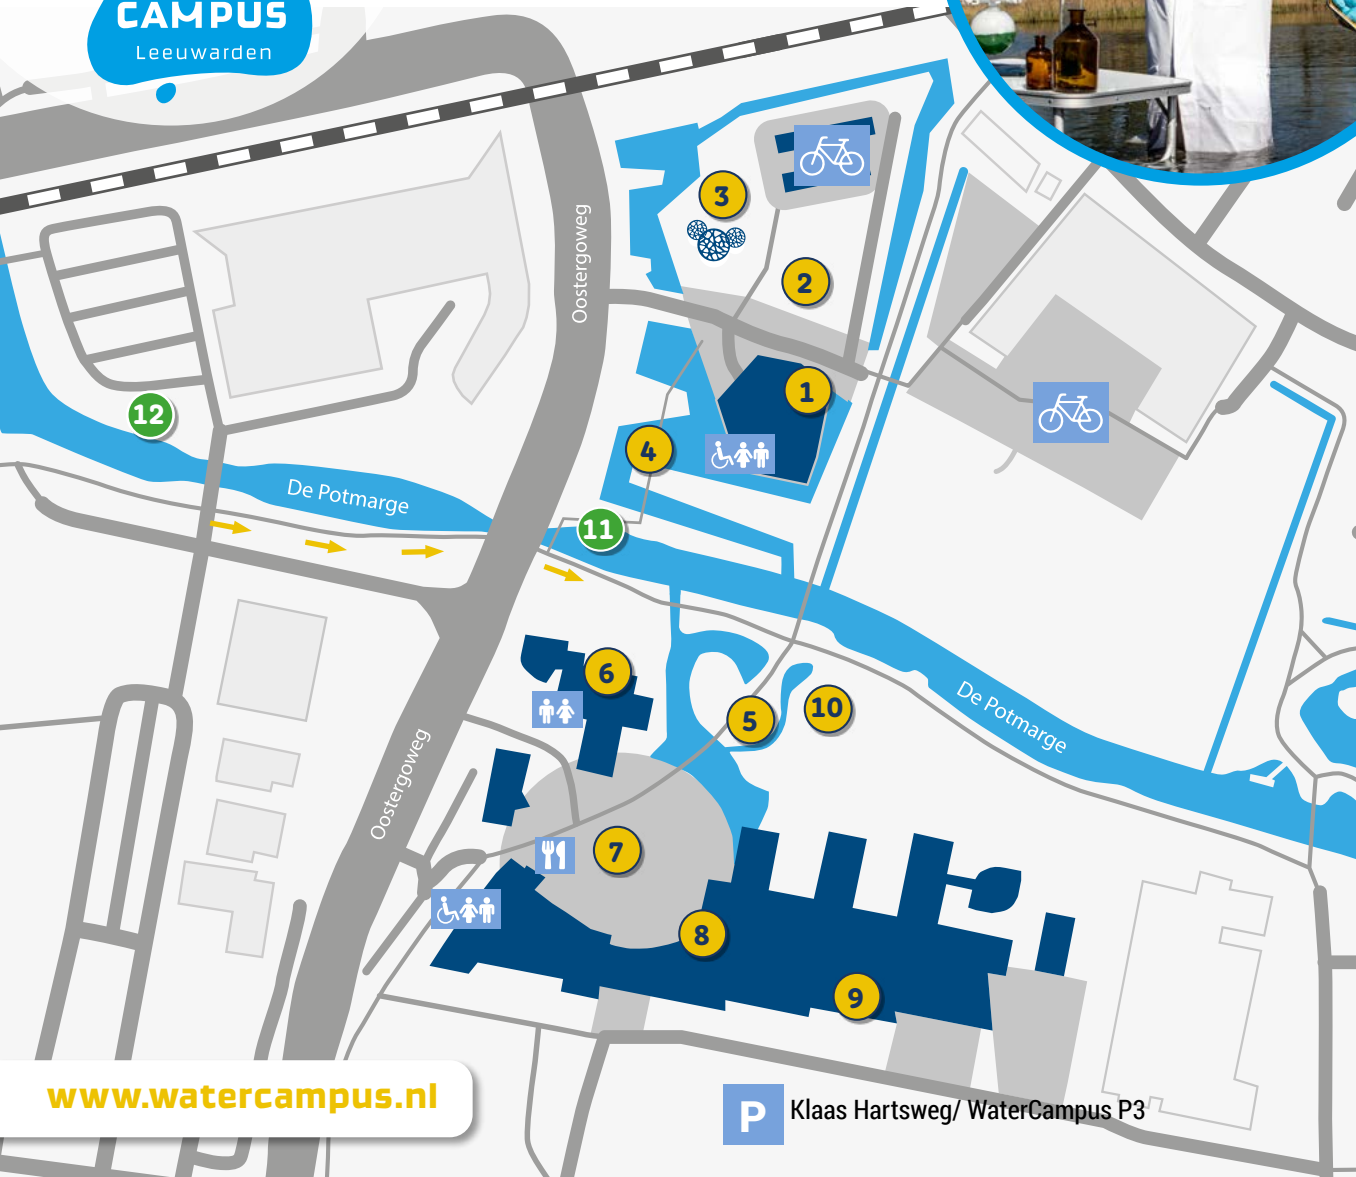 CAMPUS
Leeuwarden
3
Oostergoweg
2
1
12
4
De Potmarge
11
6
De Potmarge
10
5
Oostergoweg
7
8
9
www.watercampus.nl
P Klaas Hartsweg/ WaterCampus P3